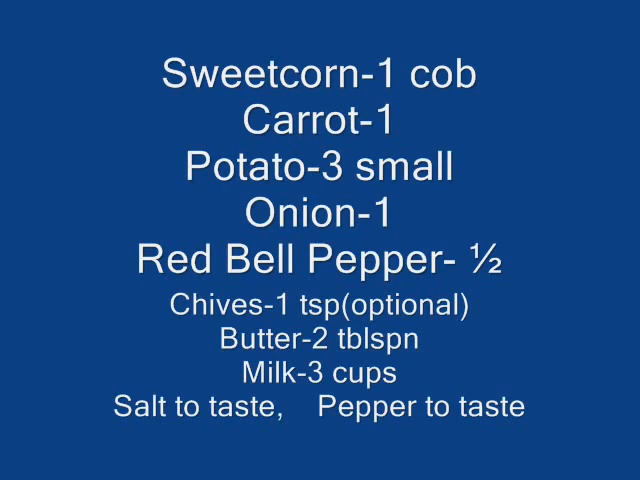 Sweetcorn-1 cob
Carrot-1
Potato-3 small
Onion-1
Red Bell Pepper- ½
Chives-1 tsp(optional)
Butter-2 tblspn
Milk-3 cups
Salt to taste,    Pepper to taste